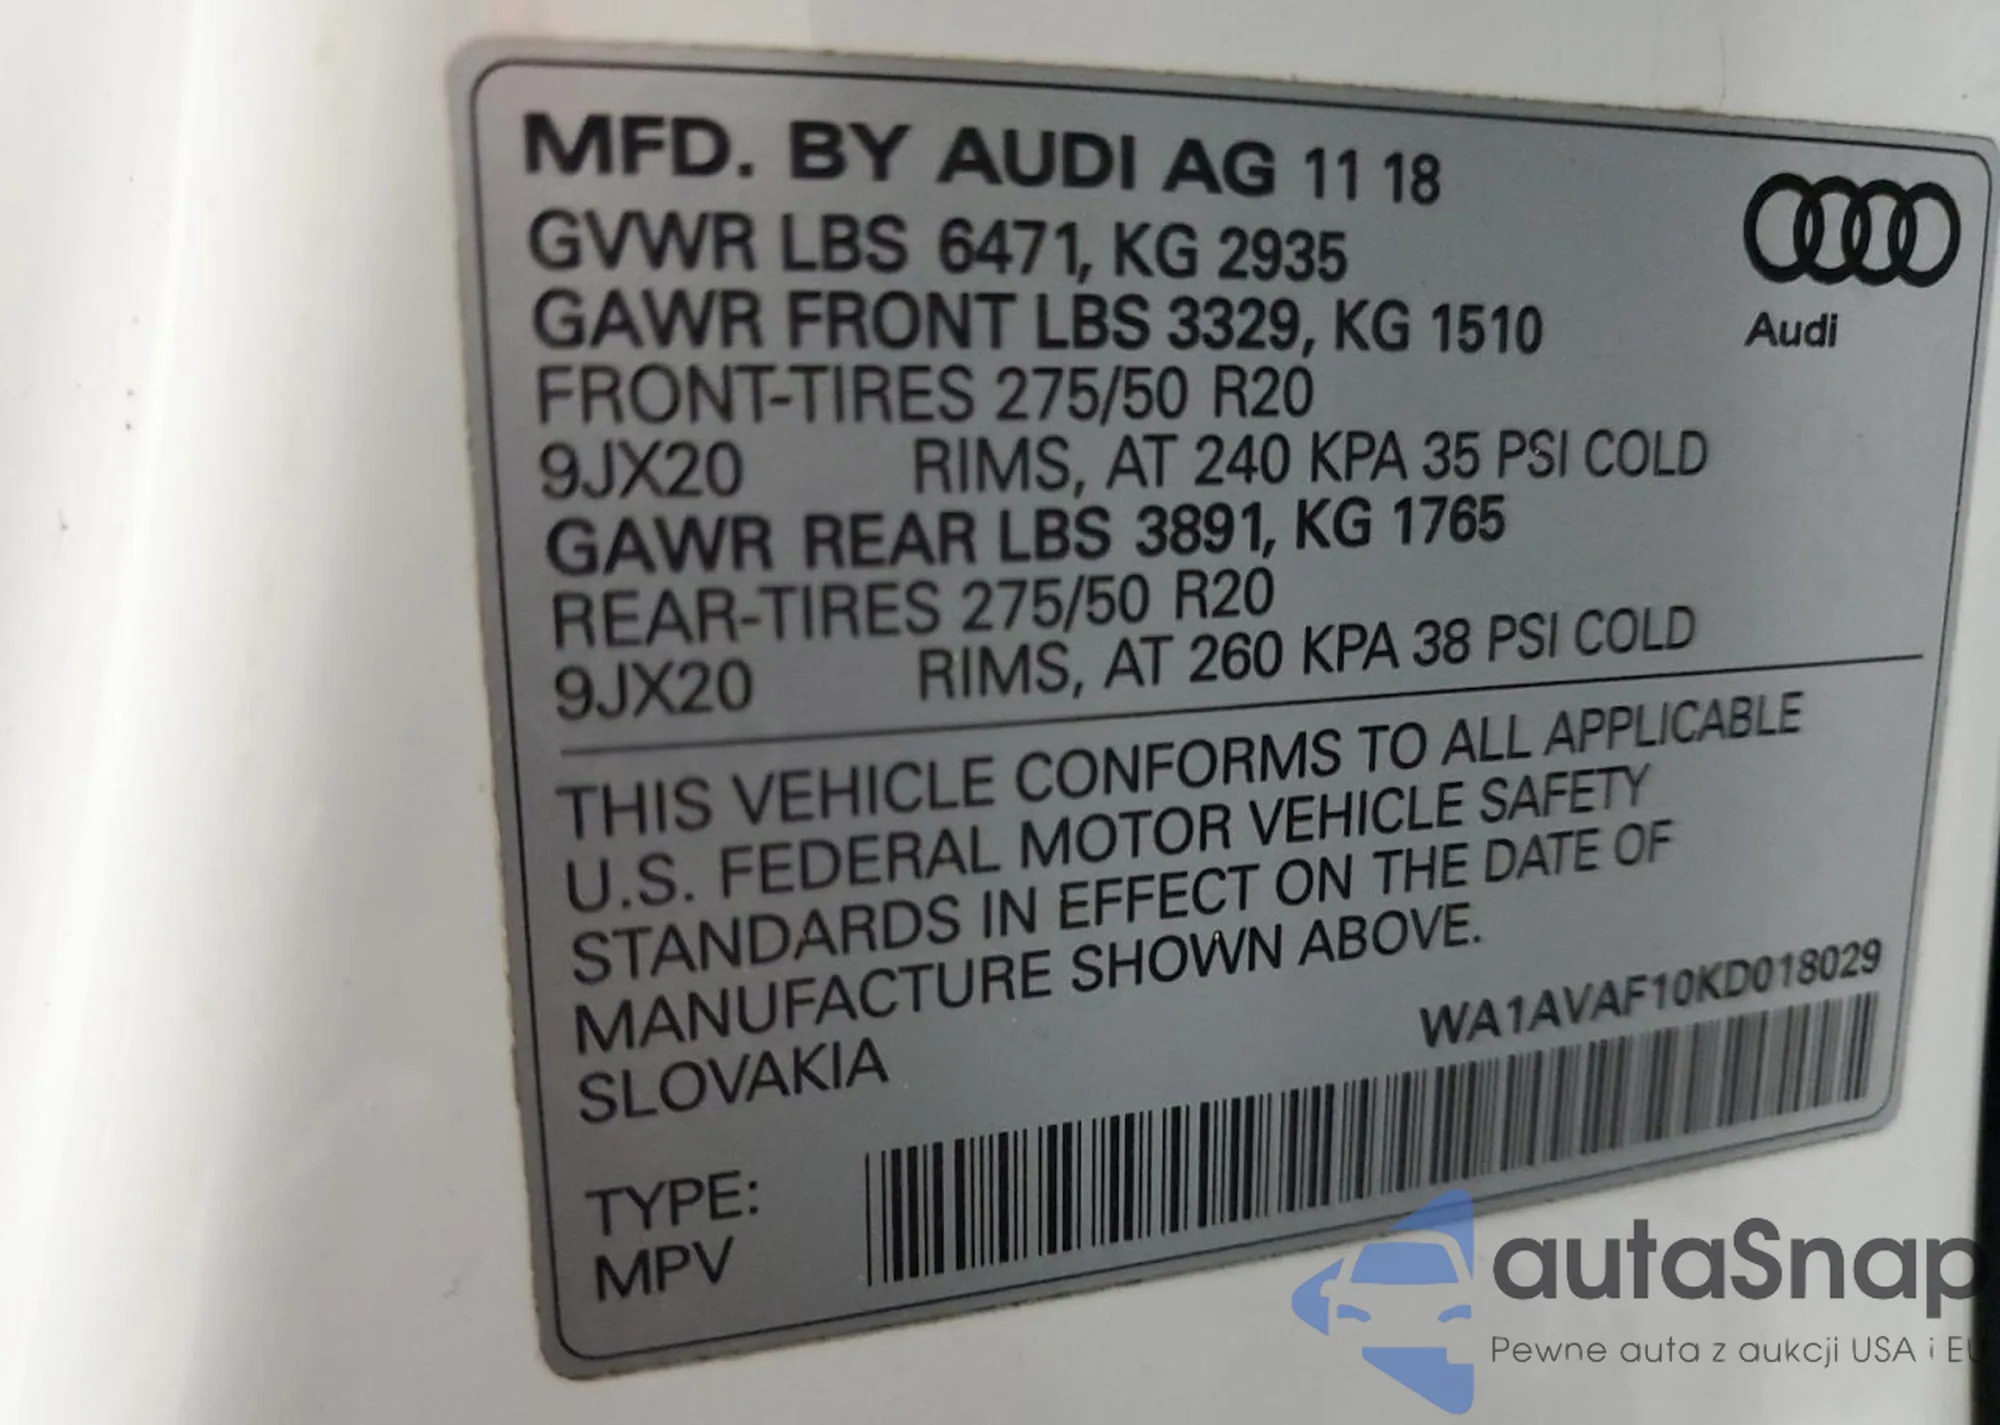 MFD. BY AUDI AG 11 18
GVWR LBS 6471, KG 2935
GAWR FRONT LBS 3329, KG 1510
FRONT-TIRES 275/50 R20
9JX20 RIMS, AT 240 KPA 35 PSI COLD
GAWR REAR LBS 3891, KG 1765
REAR-TIRES 275/50 R20
9JX20 RIMS, AT 260 KPA 38 PSI COLD
Audi
THIS VEHICLE CONFORMS TO ALL APPLICABLE
U.S. FEDERAL MOTOR VEHICLE SAFETY
STANDARDS IN EFFECT ON THE DATE OF
MANUFACTURE SHOWN ABOVE.
SLOVAKIA
WA1AVAF10KD018029
TYPE:
MPV
autaSnap
Pewne auta z aukcji USA i EU